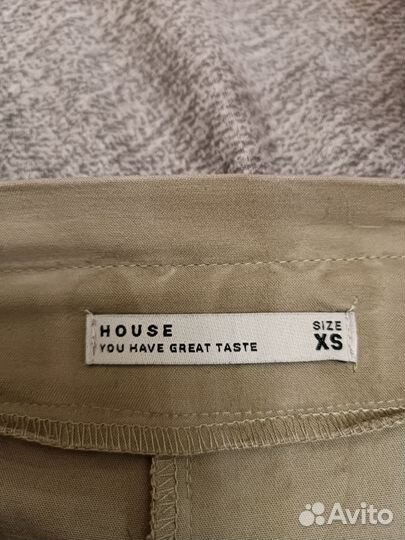 HOUSE
YOU HAVE GREAT TASTE
SIZE
XS
Avito